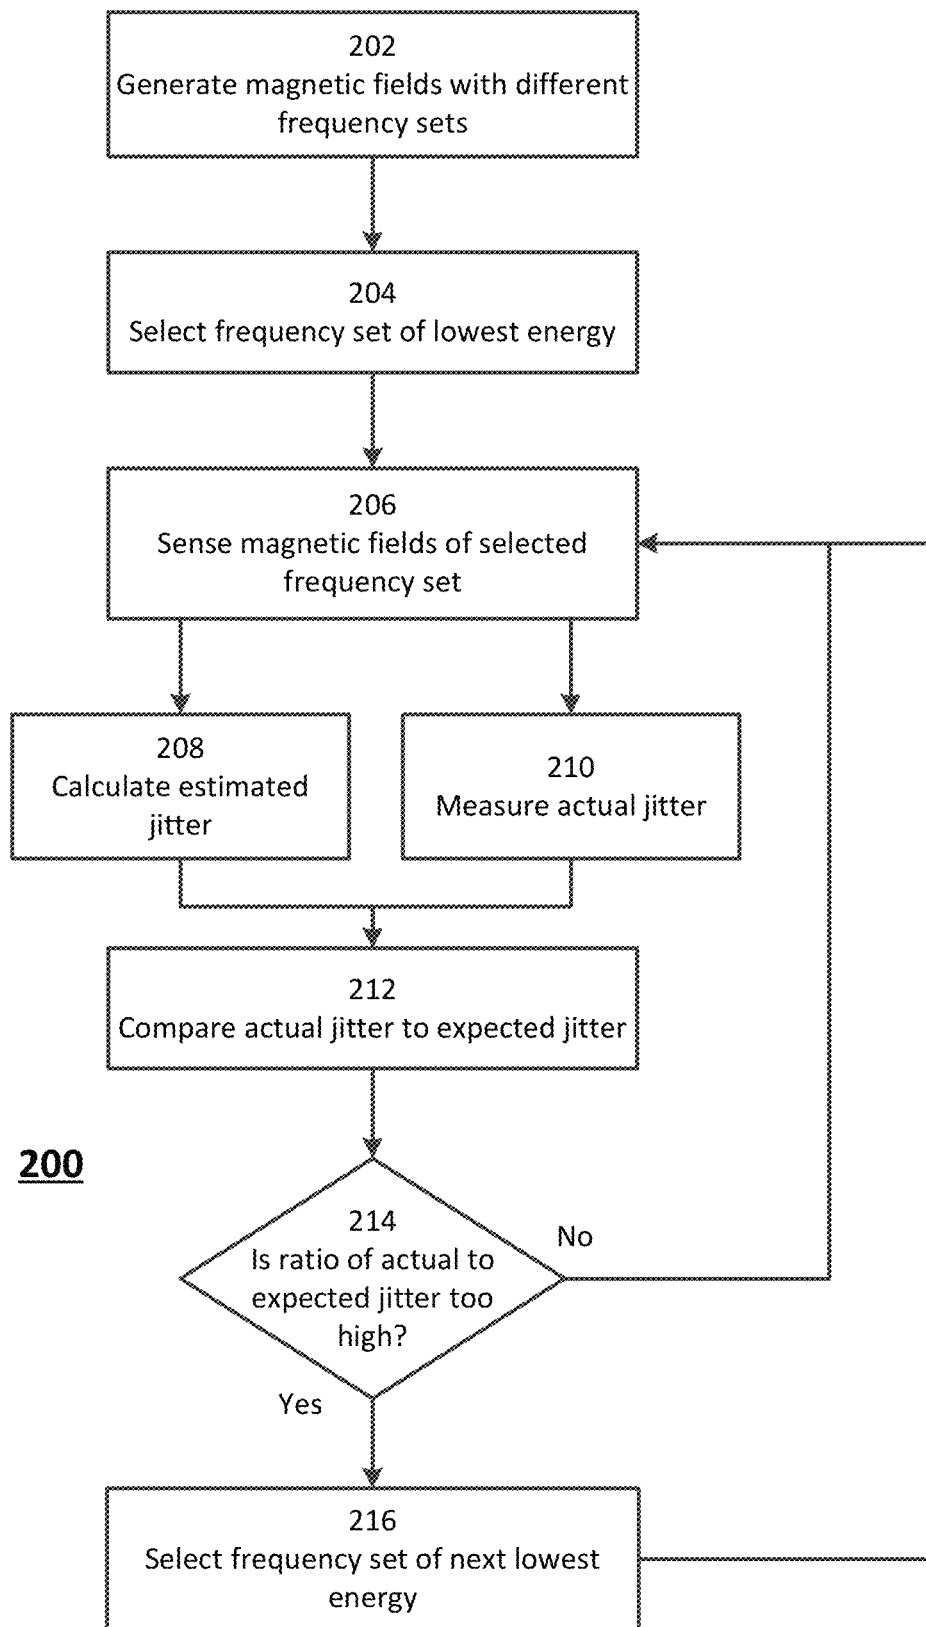 202
Generate magnetic fields with different
frequency sets
204
Select frequency set of lowest energy
206
Sense magnetic fields of selected
frequency set
208
Calculate estimated
jitter
210
Measure actual jitter
212
Compare actual jitter to expected jitter
200
214
Is ratio of actual to
expected jitter too
high?
No
Yes
216
Select frequency set of next lowest
energy